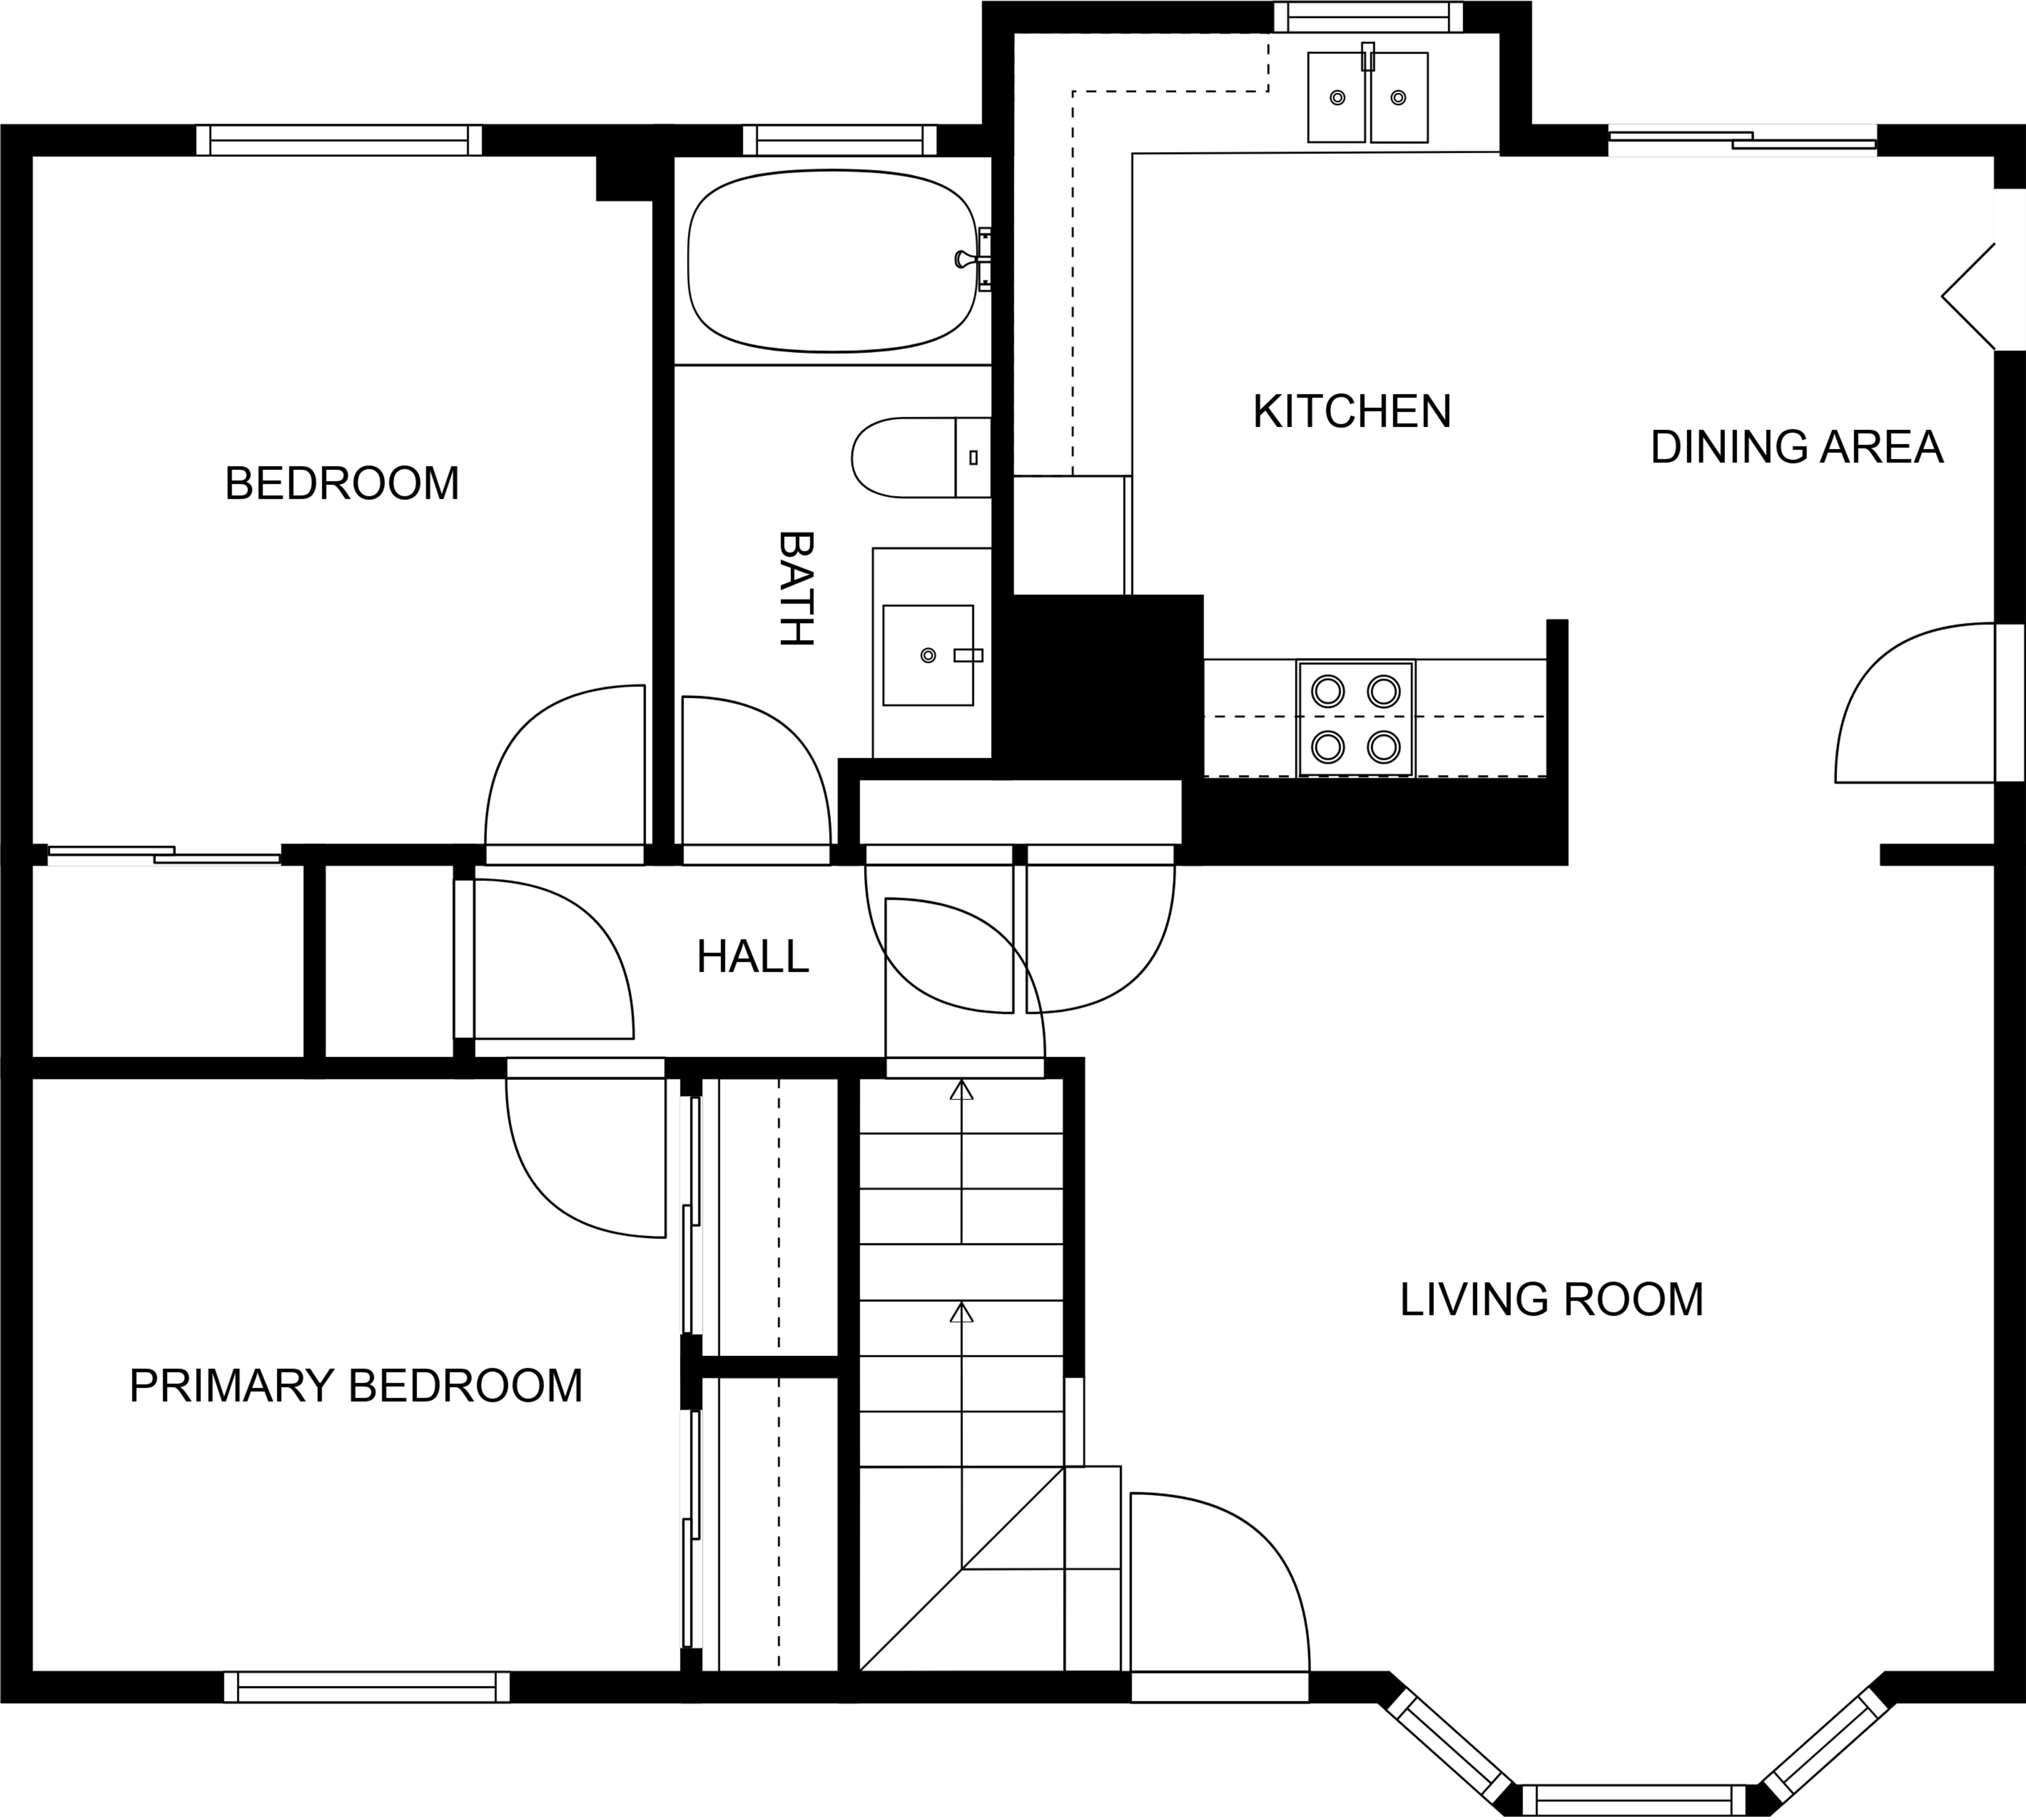 KITCHEN
DINING AREA
BEDROOM
BATH
HALL
LIVING ROOM
PRIMARY BEDROOM